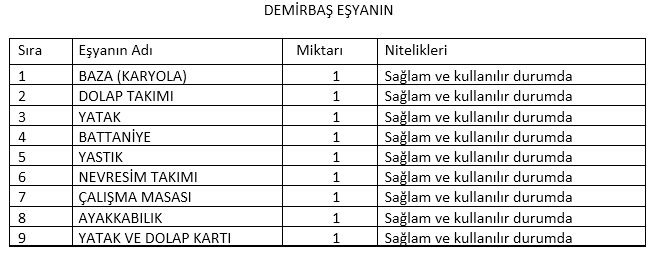 DEMİRBAŞ EŞYANIN
Sıra Eşyanın Adı Miktarı Nitelikleri
1 BAZA (KARYOLA) 1 Sağlam ve kullanılır durumda
2 DOLAP TAKIMI 1 Sağlam ve kullanılır durumda
3 YATAK 1 Sağlam ve kullanılır durumda
4 BATTANİYE 1 Sağlam ve kullanılır durumda
5 YASTIK 1 Sağlam ve kullanılır durumda
6 NEVRESİM TAKIMI 1 Sağlam ve kullanılır durumda
7 ÇALIŞMA MASASI 1 Sağlam ve kullanılır durumda
8 AYAKKABILIK 1 Sağlam ve kullanılır durumda
9 YATAK VE DOLAP KARTI 1 Sağlam ve kullanılır durumda